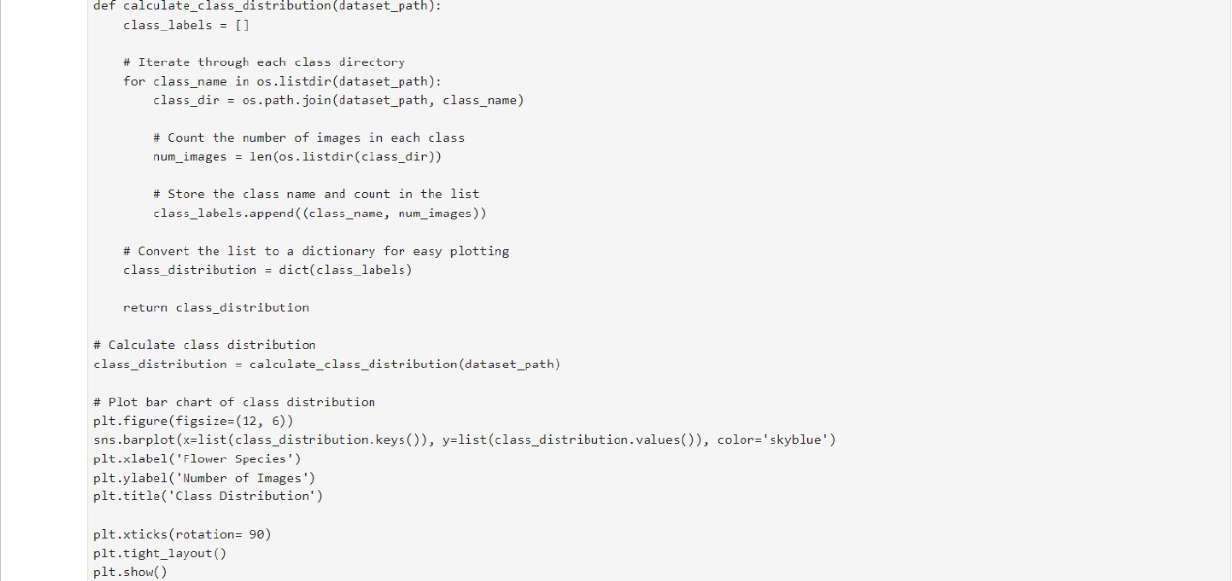 def calculate_class_distribution(dataset_path):
    class_labels = []

    # Iterate through each class directory
    for class_name in os.listdir(dataset_path):
        class_dir = os.path.join(dataset_path, class_name)

        # Count the number of images in each class
        num_images = len(os.listdir(class_dir))

        # Store the class name and count in the list
        class_labels.append((class_name, num_images))

    # Convert the list to a dictionary for easy plotting
    class_distribution = dict(class_labels)

    return class_distribution

# Calculate class distribution
class_distribution = calculate_class_distribution(dataset_path)

# Plot bar chart of class distribution
plt.figure(figsize=(12, 6))
sns.barplot(x=list(class_distribution.keys()), y=list(class_distribution.values()), color='skyblue')
plt.xlabel('Flower Species')
plt.ylabel('Number of Images')
plt.title('Class Distribution')

plt.xticks(rotation= 90)
plt.tight_layout()
plt.show()